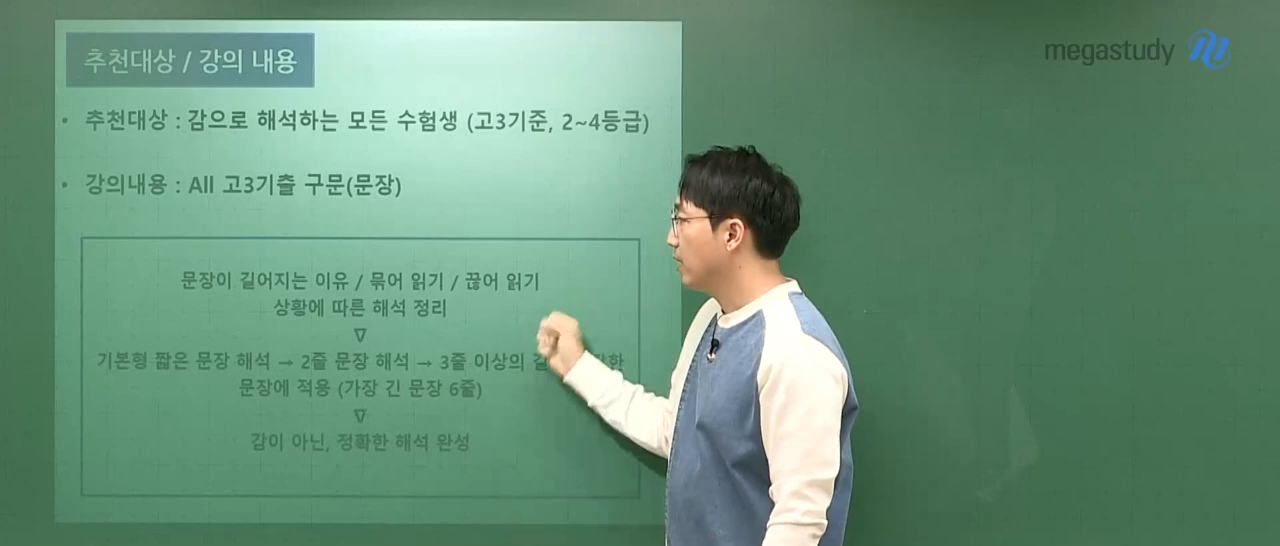 megastudy
추천대상 / 강의 내용
• 추천대상 : 감으로 해석하는 모든 수험생 (고3기준, 2~4등급)
• 강의내용 : All 고3기출 구문(문장)
문장이 길어지는 이유 / 묶어 읽기 / 끊어 읽기
상황에 따른 해석 정리
∇
기본형 짧은 문장 해석 → 2줄 문장 해석 → 3줄 이상의
문장에 적용 (가장 긴 문장 6줄)
∇
감이 아닌, 정확한 해석 완성